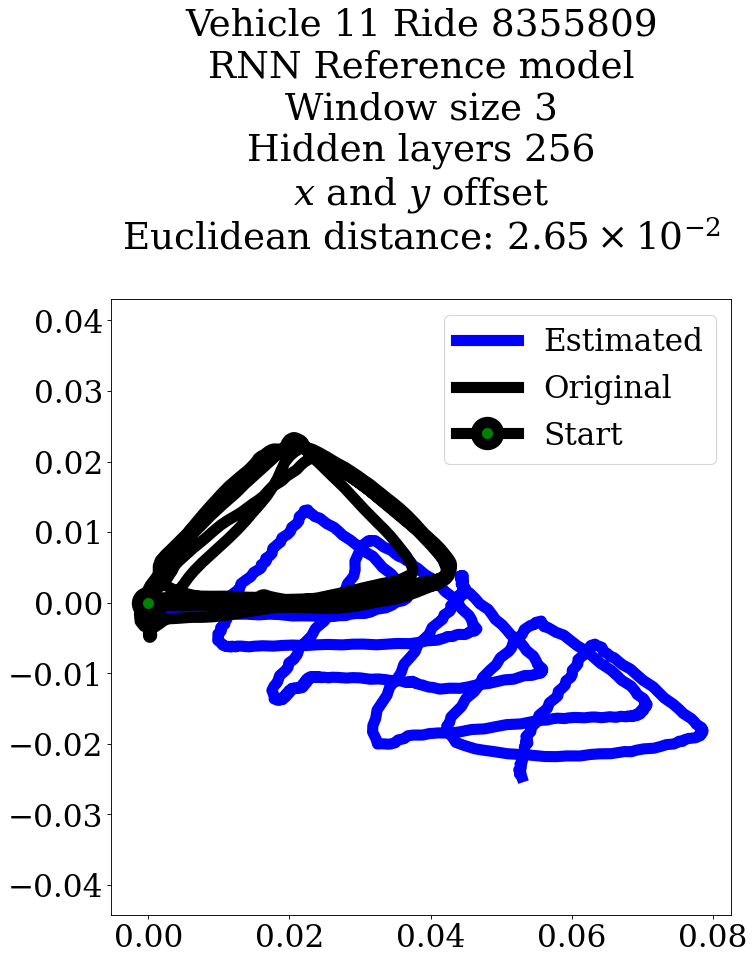 Vehicle 11 Ride 8355809
RNN Reference model
Window size 3
Hidden layers 256
x and y offset
Euclidean distance: 2.65 × 10⁻²
Estimated
Original
Start
0.04
0.03
0.02
0.01
0.00
−0.01
−0.02
−0.03
−0.04
0.00 0.02 0.04 0.06 0.08